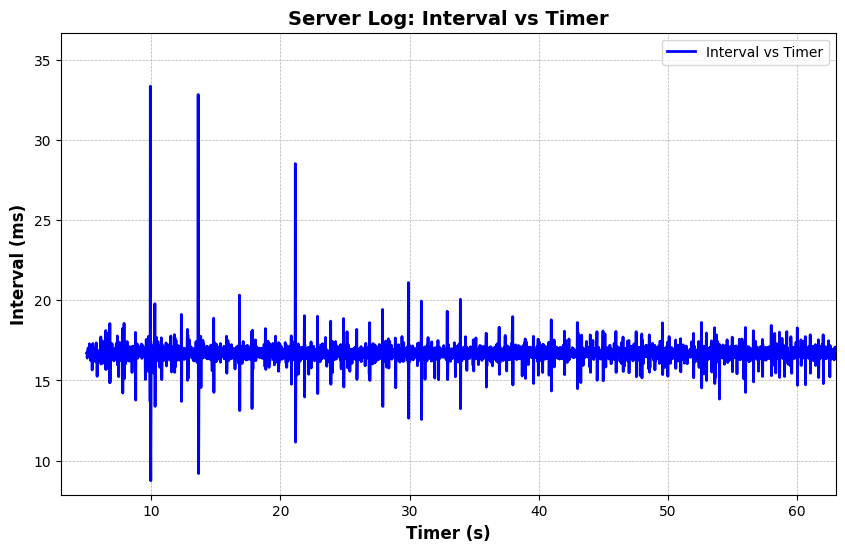 Server Log: Interval vs Timer
Interval vs Timer
35
30
25
20
15
10
Interval (ms)
10 20 30 40 50 60
Timer (s)